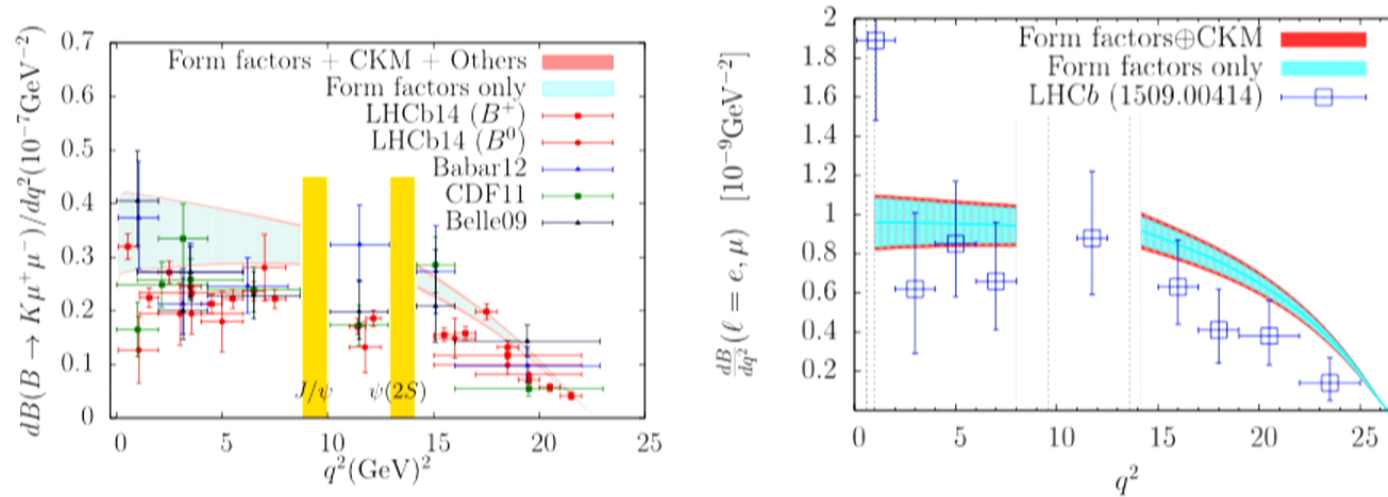 dB(B → Kμ⁺μ⁻)/dq²(10⁻⁷GeV⁻²)
0.7
0.6
0.5
0.4
0.3
0.2
0.1
0
Form factors + CKM + Others
Form factors only
LHCb14 (B⁺)
LHCb14 (B⁰)
Babar12
CDF11
Belle09
J/ψ
ψ(2S)
0 5 10 15 20 25
q²(GeV)²
dB/dq² (ℓ = e, μ) [10⁻⁹GeV⁻²]
2
1.8
1.6
1.4
1.2
1
0.8
0.6
0.4
0.2
Form factors⊕CKM
Form factors only
LHCb (1509.00414)
0 5 10 15 20 25
q²